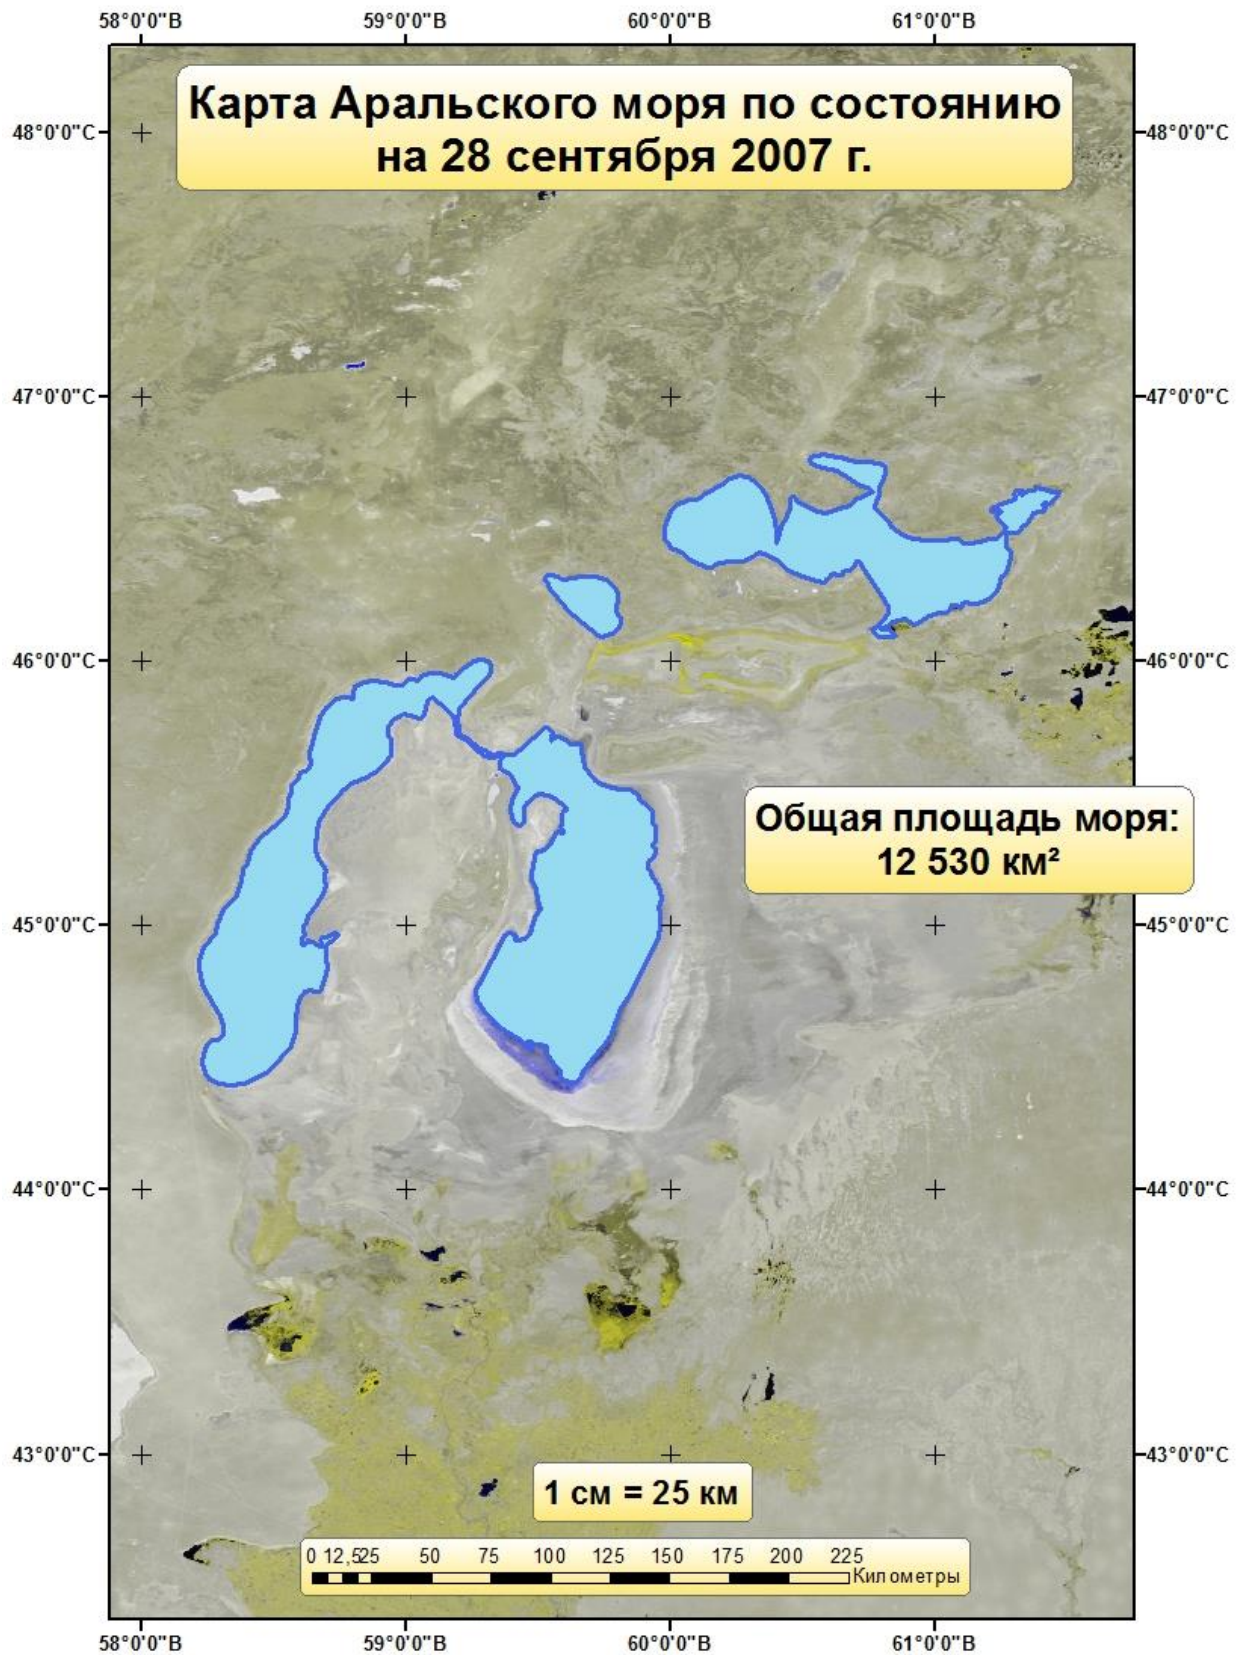 58°0'0"В 59°0'0"В 60°0'0"В 61°0'0"В
Карта Аральского моря по состоянию
на 28 сентября 2007 г.
48°0'0"С 48°0'0"С
47°0'0"С 47°0'0"С
46°0'0"С 46°0'0"С
Общая площадь моря:
12 530 км²
45°0'0"С 45°0'0"С
44°0'0"С 44°0'0"С
43°0'0"С 43°0'0"С
1 см = 25 км
0 12,5 25 50 75 100 125 150 175 200 225
Километры
58°0'0"В 59°0'0"В 60°0'0"В 61°0'0"В